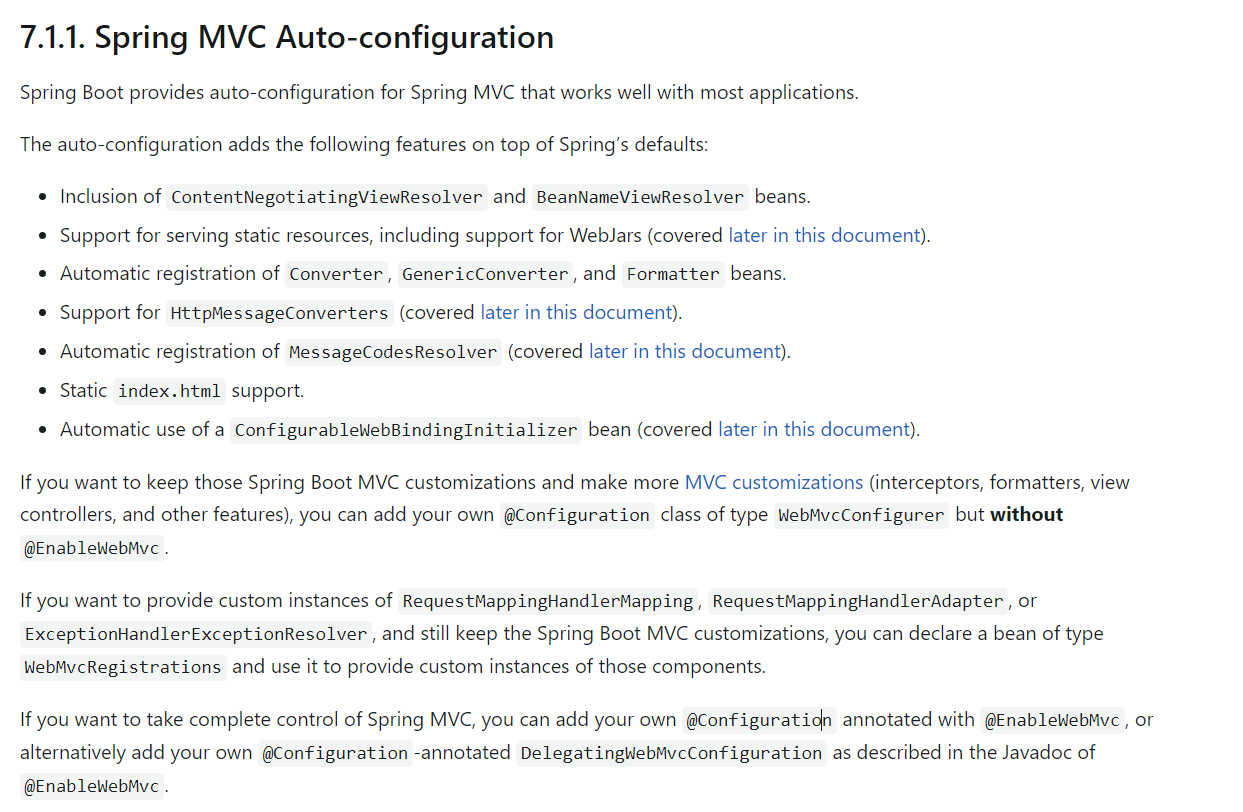 7.1.1. Spring MVC Auto-configuration
Spring Boot provides auto-configuration for Spring MVC that works well with most applications.
The auto-configuration adds the following features on top of Spring’s defaults:
• Inclusion of ContentNegotiatingViewResolver and BeanNameViewResolver beans.
• Support for serving static resources, including support for WebJars (covered later in this document).
• Automatic registration of Converter, GenericConverter, and Formatter beans.
• Support for HttpMessageConverters (covered later in this document).
• Automatic registration of MessageCodesResolver (covered later in this document).
• Static index.html support.
• Automatic use of a ConfigurableWebBindingInitializer bean (covered later in this document).
If you want to keep those Spring Boot MVC customizations and make more MVC customizations (interceptors, formatters, view
controllers, and other features), you can add your own @Configuration class of type WebMvcConfigurer but without
@EnableWebMvc.
If you want to provide custom instances of RequestMappingHandlerMapping, RequestMappingHandlerAdapter, or
ExceptionHandlerExceptionResolver, and still keep the Spring Boot MVC customizations, you can declare a bean of type
WebMvcRegistrations and use it to provide custom instances of those components.
If you want to take complete control of Spring MVC, you can add your own @Configuration annotated with @EnableWebMvc, or
alternatively add your own @Configuration-annotated DelegatingWebMvcConfiguration as described in the Javadoc of
@EnableWebMvc.